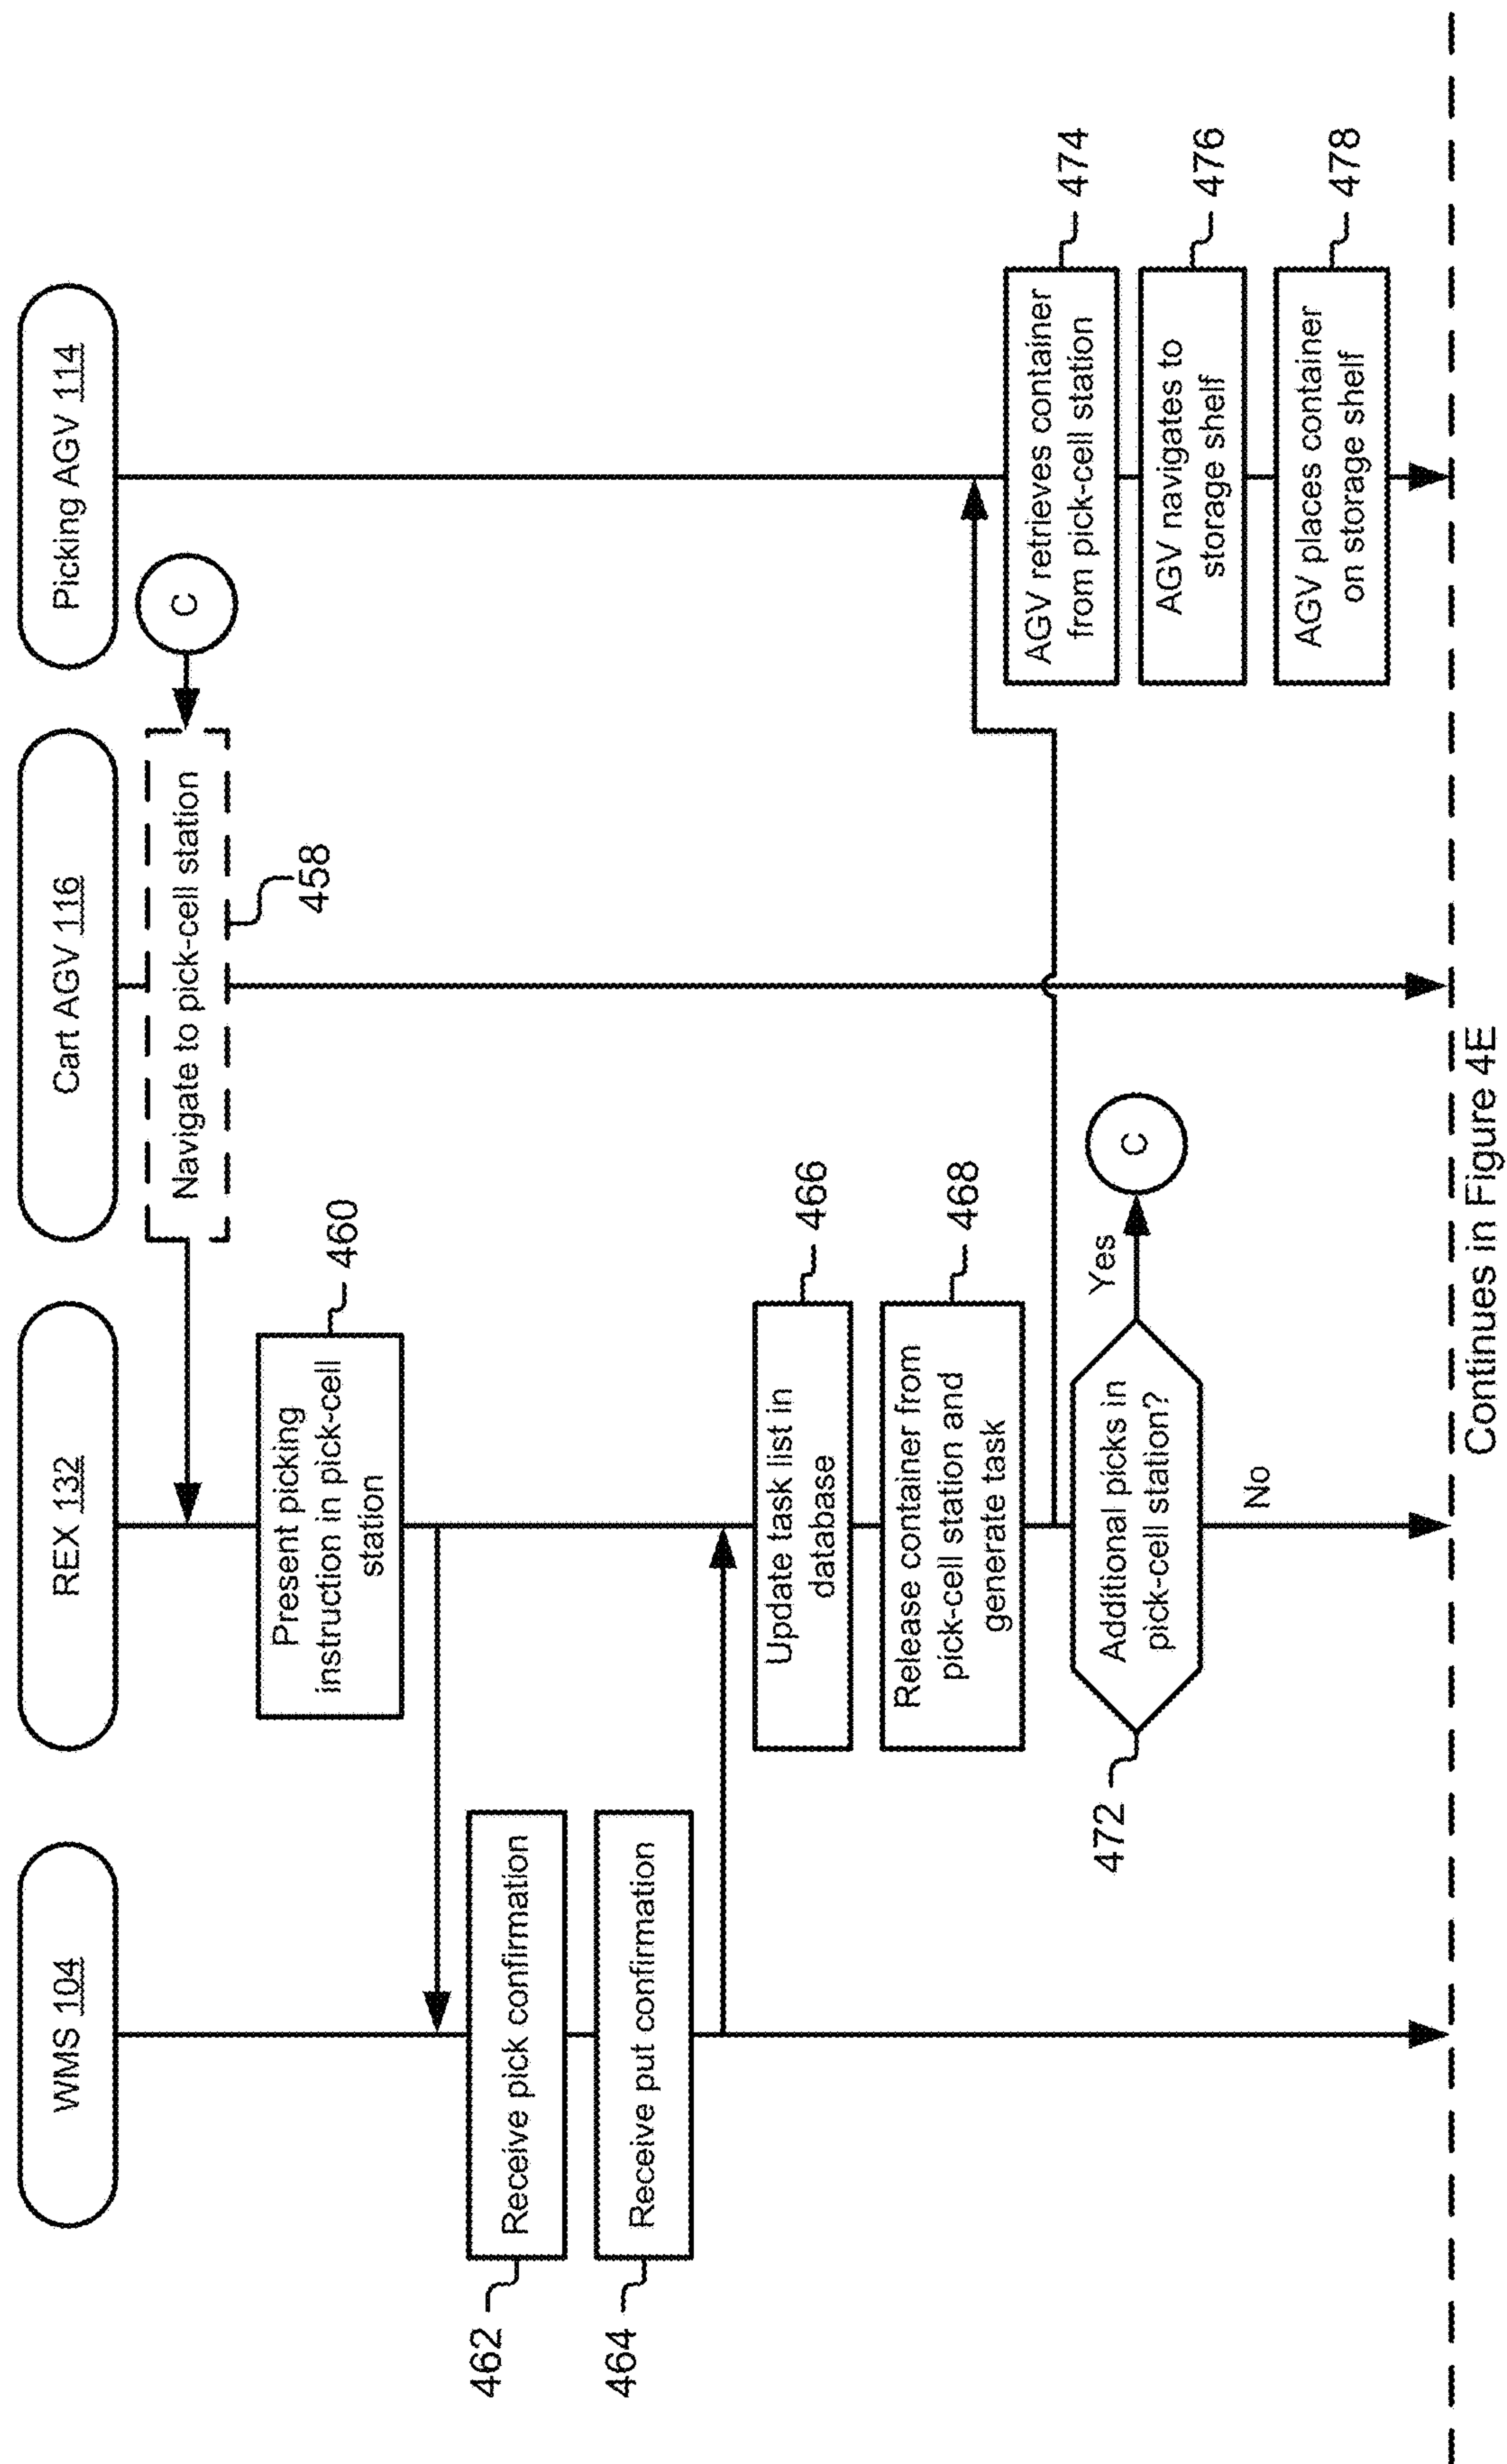 WMS 104
REX 132
Cart AGV 116
Picking AGV 114
Navigate to pick-cell station
C
458
Present picking
instruction in pick-cell
station
460
462
Receive pick confirmation
464
Receive put confirmation
Update task list in
database
466
Release container from
pick-cell station and
generate task
468
AGV retrieves container
from pick-cell station
474
472
Additional picks in
pick-cell station?
Yes
C
No
AGV navigates to
storage shelf
476
AGV places container
on storage shelf
478
Continues in Figure 4E